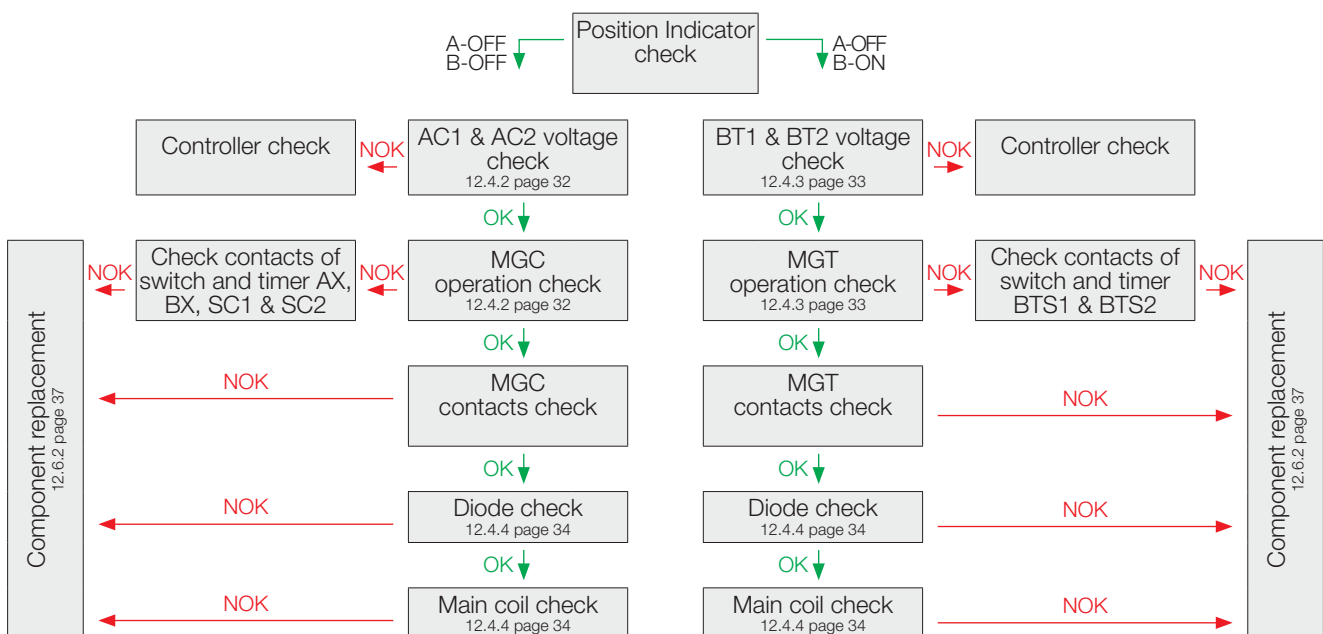 Position Indicator
check
A-OFF
B-OFF
A-OFF
B-ON
Controller check
NOK
AC1 & AC2 voltage
check
12.4.2 page 32
BT1 & BT2 voltage
check
12.4.3 page 33
NOK
Controller check
OK
OK
Component replacement
12.6.2 page 37
NOK
Check contacts of
switch and timer AX,
BX, SC1 & SC2
NOK
MGC
operation check
12.4.2 page 32
MGT
operation check
12.4.3 page 33
NOK
Check contacts of
switch and timer
BTS1 & BTS2
NOK
Component replacement
12.6.2 page 37
OK
OK
NOK
MGC
contacts check
MGT
contacts check
NOK
OK
OK
NOK
Diode check
12.4.4 page 34
Diode check
12.4.4 page 34
NOK
OK
OK
NOK
Main coil check
12.4.4 page 34
Main coil check
12.4.4 page 34
NOK